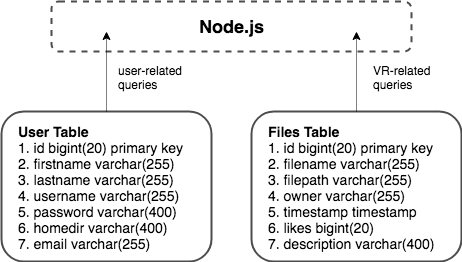 Node.js
user-related
queries
VR-related
queries
User Table
1. id bigint(20) primary key
2. firstname varchar(255)
3. lastname varchar(255)
4. username varchar(255)
5. password varchar(400)
6. homedir varchar(400)
7. email varchar(255)
Files Table
1. id bigint(20) primary key
2. filename varchar(255)
3. filepath varchar(255)
4. owner varchar(255)
5. timestamp timestamp
6. likes bigint(20)
7. description varchar(400)